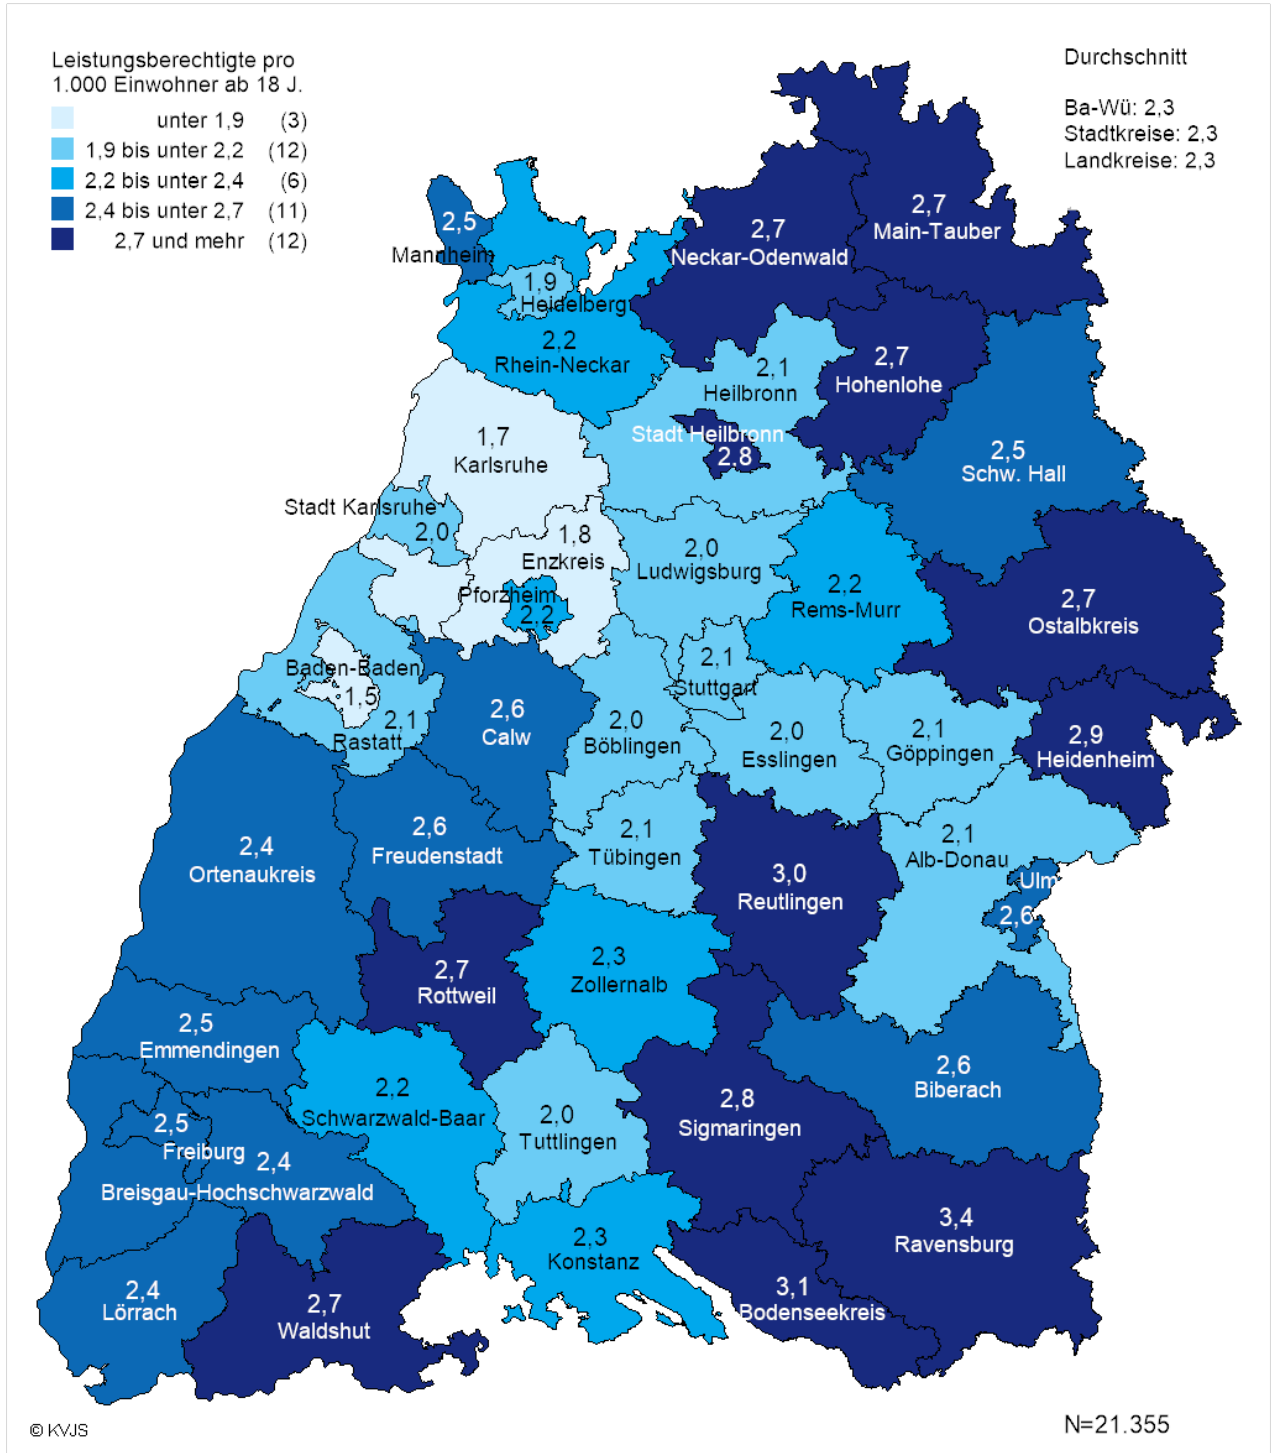 Leistungsberechtigte pro
1.000 Einwohner ab 18 J.
unter 1,9 (3)
1,9 bis unter 2,2 (12)
2,2 bis unter 2,4 (6)
2,4 bis unter 2,7 (11)
2,7 und mehr (12)
Durchschnitt
Ba-Wü: 2,3
Stadtkreise: 2,3
Landkreise: 2,3
2,5
Mannheim
2,7
Neckar-Odenwald
2,7
Main-Tauber
1,9
Heidelberg
2,2
Rhein-Neckar
2,1
Heilbronn
2,7
Hohenlohe
Stadt Heilbronn
2,8
1,7
Karlsruhe
2,5
Schw. Hall
Stadt Karlsruhe
2,0
1,8
Enzkreis
2,0
Ludwigsburg
2,2
Rems-Murr
2,7
Ostalbkreis
Pforzheim
2,2
Baden-Baden
1,5
2,1
Rastatt
2,6
Calw
2,1
Stuttgart
2,0
Böblingen
2,0
Esslingen
2,1
Göppingen
2,9
Heidenheim
2,4
Ortenaukreis
2,6
Freudenstadt
2,1
Tübingen
3,0
Reutlingen
2,1
Alb-Donau
Ulm
2,6
2,7
Rottweil
2,3
Zollernalb
2,5
Emmendingen
2,2
Schwarzwald-Baar
2,0
Tuttlingen
2,8
Sigmaringen
2,6
Biberach
2,5
Freiburg
2,4
Breisgau-Hochschwarzwald
2,3
Konstanz
3,4
Ravensburg
2,4
Lörrach
2,7
Waldshut
3,1
Bodenseekreis
© KVJS
N=21.355